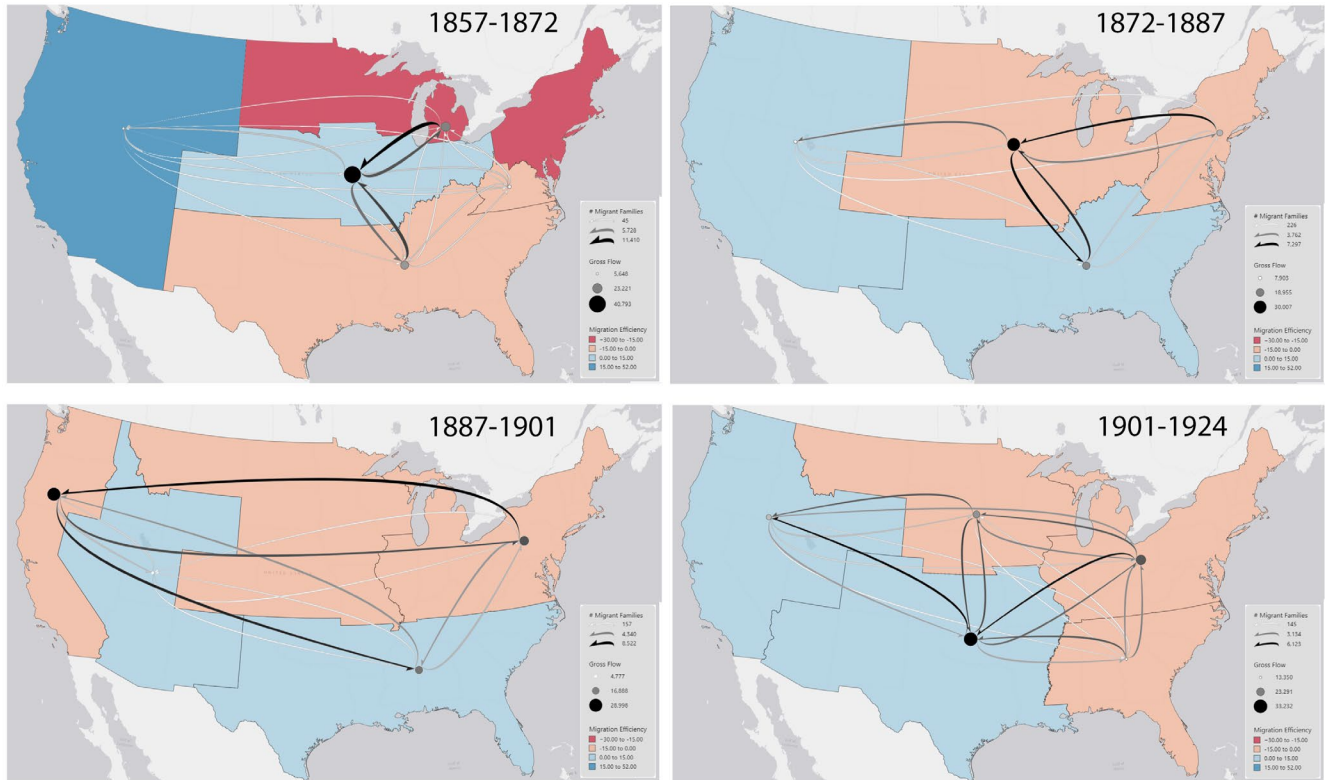 1857-1872
# Migrant Families
45
5,728
11,410
Gross Flow
5,648
23,221
40,793
Migration Efficiency
-30.00 to -15.00
-15.00 to 0.00
0.00 to 15.00
15.00 to 52.00
1872-1887
# Migrant Families
226
3,762
7,297
Gross Flow
7,903
18,955
30,007
Migration Efficiency
-30.00 to -15.00
-15.00 to 0.00
0.00 to 15.00
15.00 to 52.00
1887-1901
# Migrant Families
157
4,340
8,522
Gross Flow
4,777
16,888
28,998
Migration Efficiency
-30.00 to -15.00
-15.00 to 0.00
0.00 to 15.00
15.00 to 52.00
1901-1924
# Migrant Families
145
3,134
6,123
Gross Flow
13,350
23,291
33,232
Migration Efficiency
-30.00 to -15.00
-15.00 to 0.00
0.00 to 15.00
15.00 to 52.00